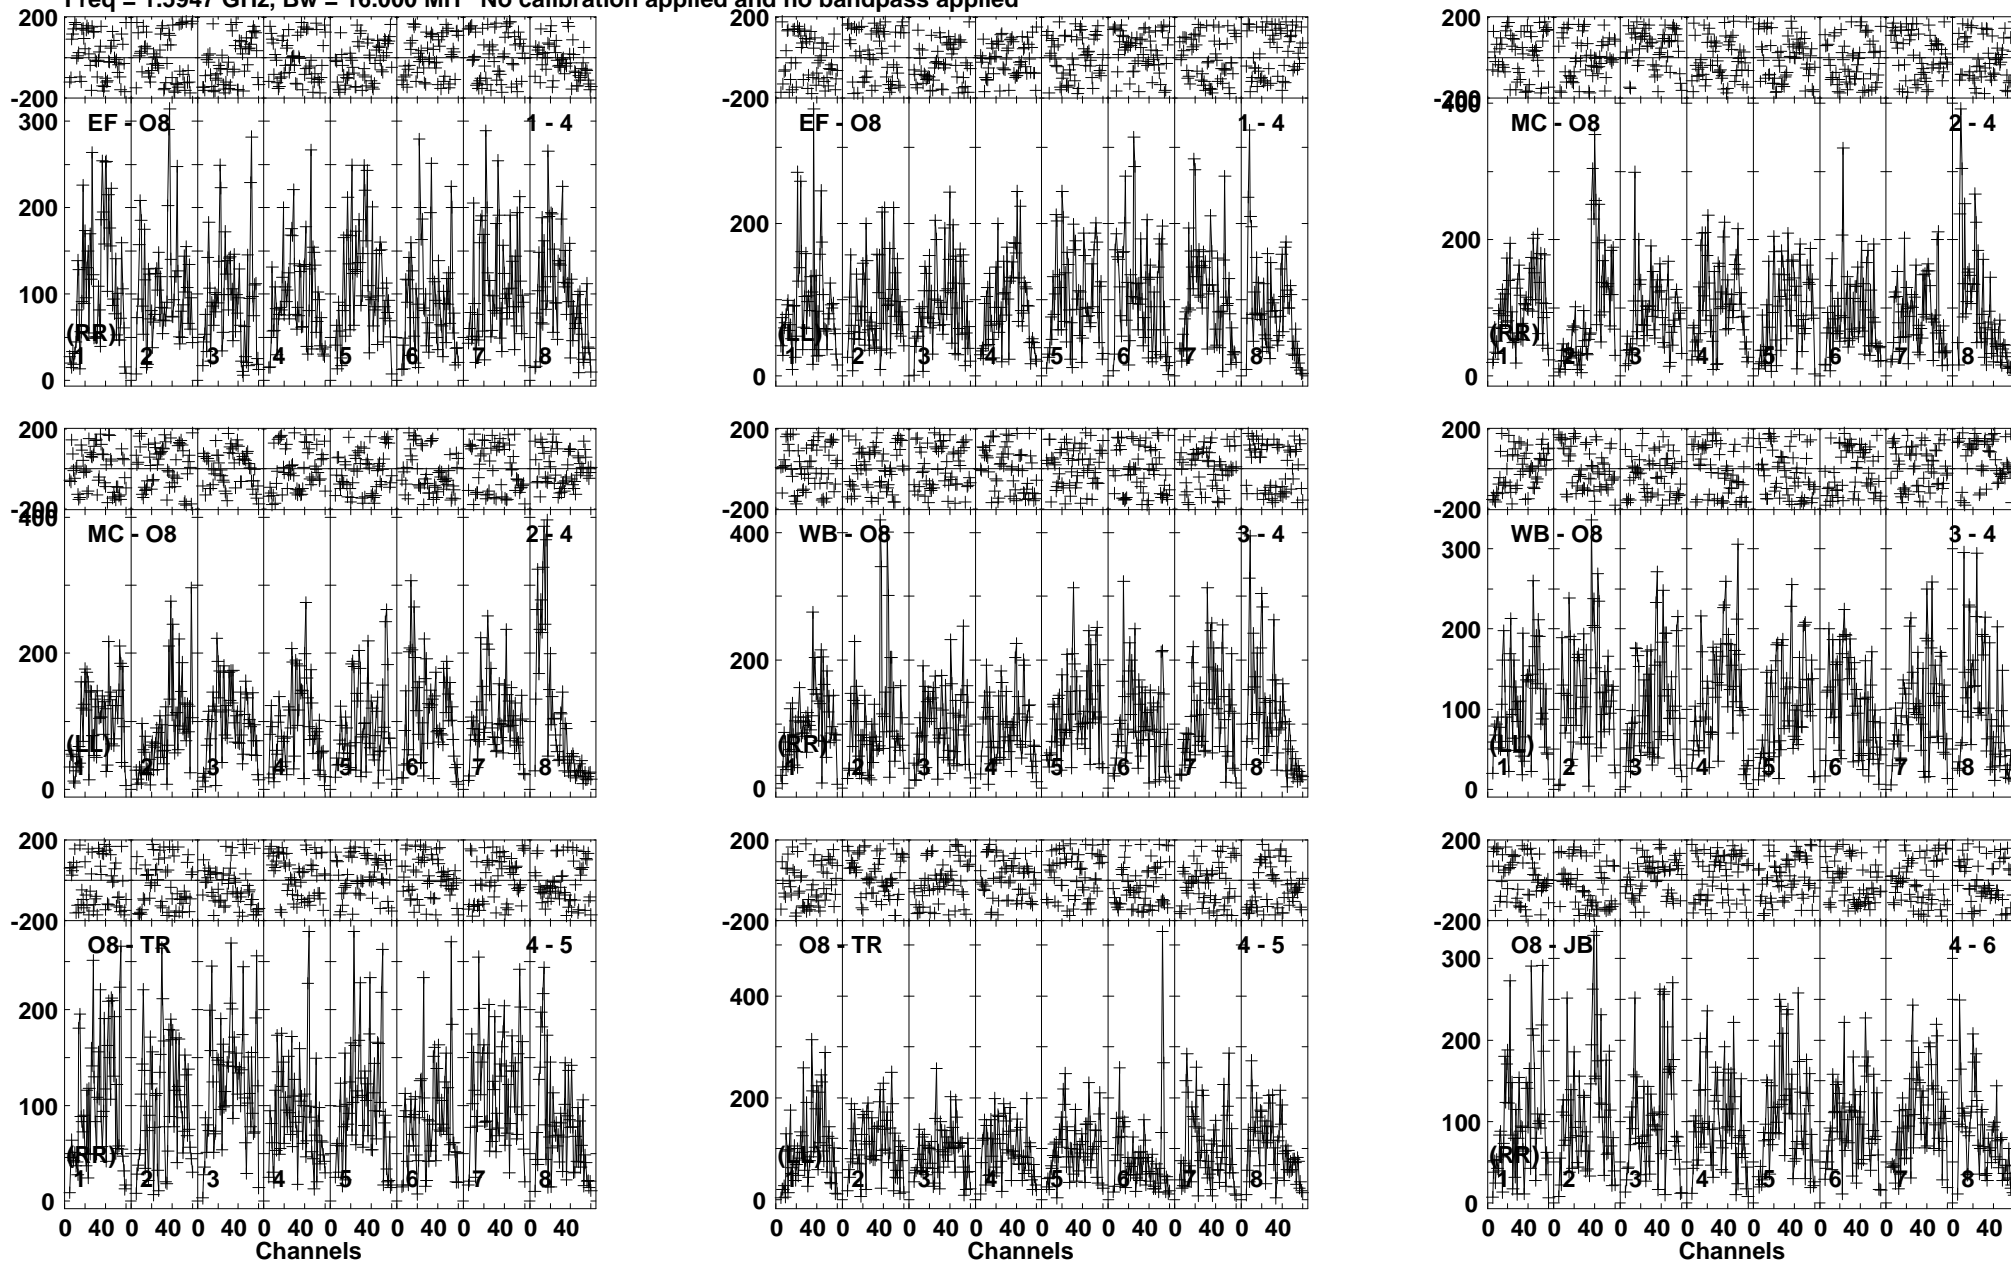 Freq = 1.5947 GHz, Bw = 16.000 MH No calibration applied and no bandpass applied
200 200 200
-200 -200 -200
EF - O8 1 - 4 EF - O8 1 - 4 MC - O8 2 - 4
300 400
200 200 200
100
(RR) (LL) (RR)
1 2 3 4 5 6 7 8 1 2 3 4 5 6 7 8 1 2 3 4 5 6 7 8
0 0 0
200 200 200
-200 -200 -200
MC - O8 2 - 4 WB - O8 3 - 4 WB - O8 3 - 4
400 400 300
200 200 200
100
(LL) (RR) (LL)
1 2 3 4 5 6 7 8 1 2 3 4 5 6 7 8 1 2 3 4 5 6 7 8
0 0 0
200 200 200
-200 -200 -200
O8 - TR 4 - 5 O8 - TR 4 - 5 O8 - JB 4 - 6
200 400 300
100 200 200
100
(RR) (LL) (RR)
1 2 3 4 5 6 7 8 1 2 3 4 5 6 7 8 1 2 3 4 5 6 7 8
0 0 0
0 40 0 40 0 40 0 40 0 40 0 40 0 40 0 40 0 40 0 40 0 40 0 40 0 40 0 40 0 40 0 40 0 40 0 40 0 40 0 40 0 40 0 40 0 40 0 40
Channels Channels Channels